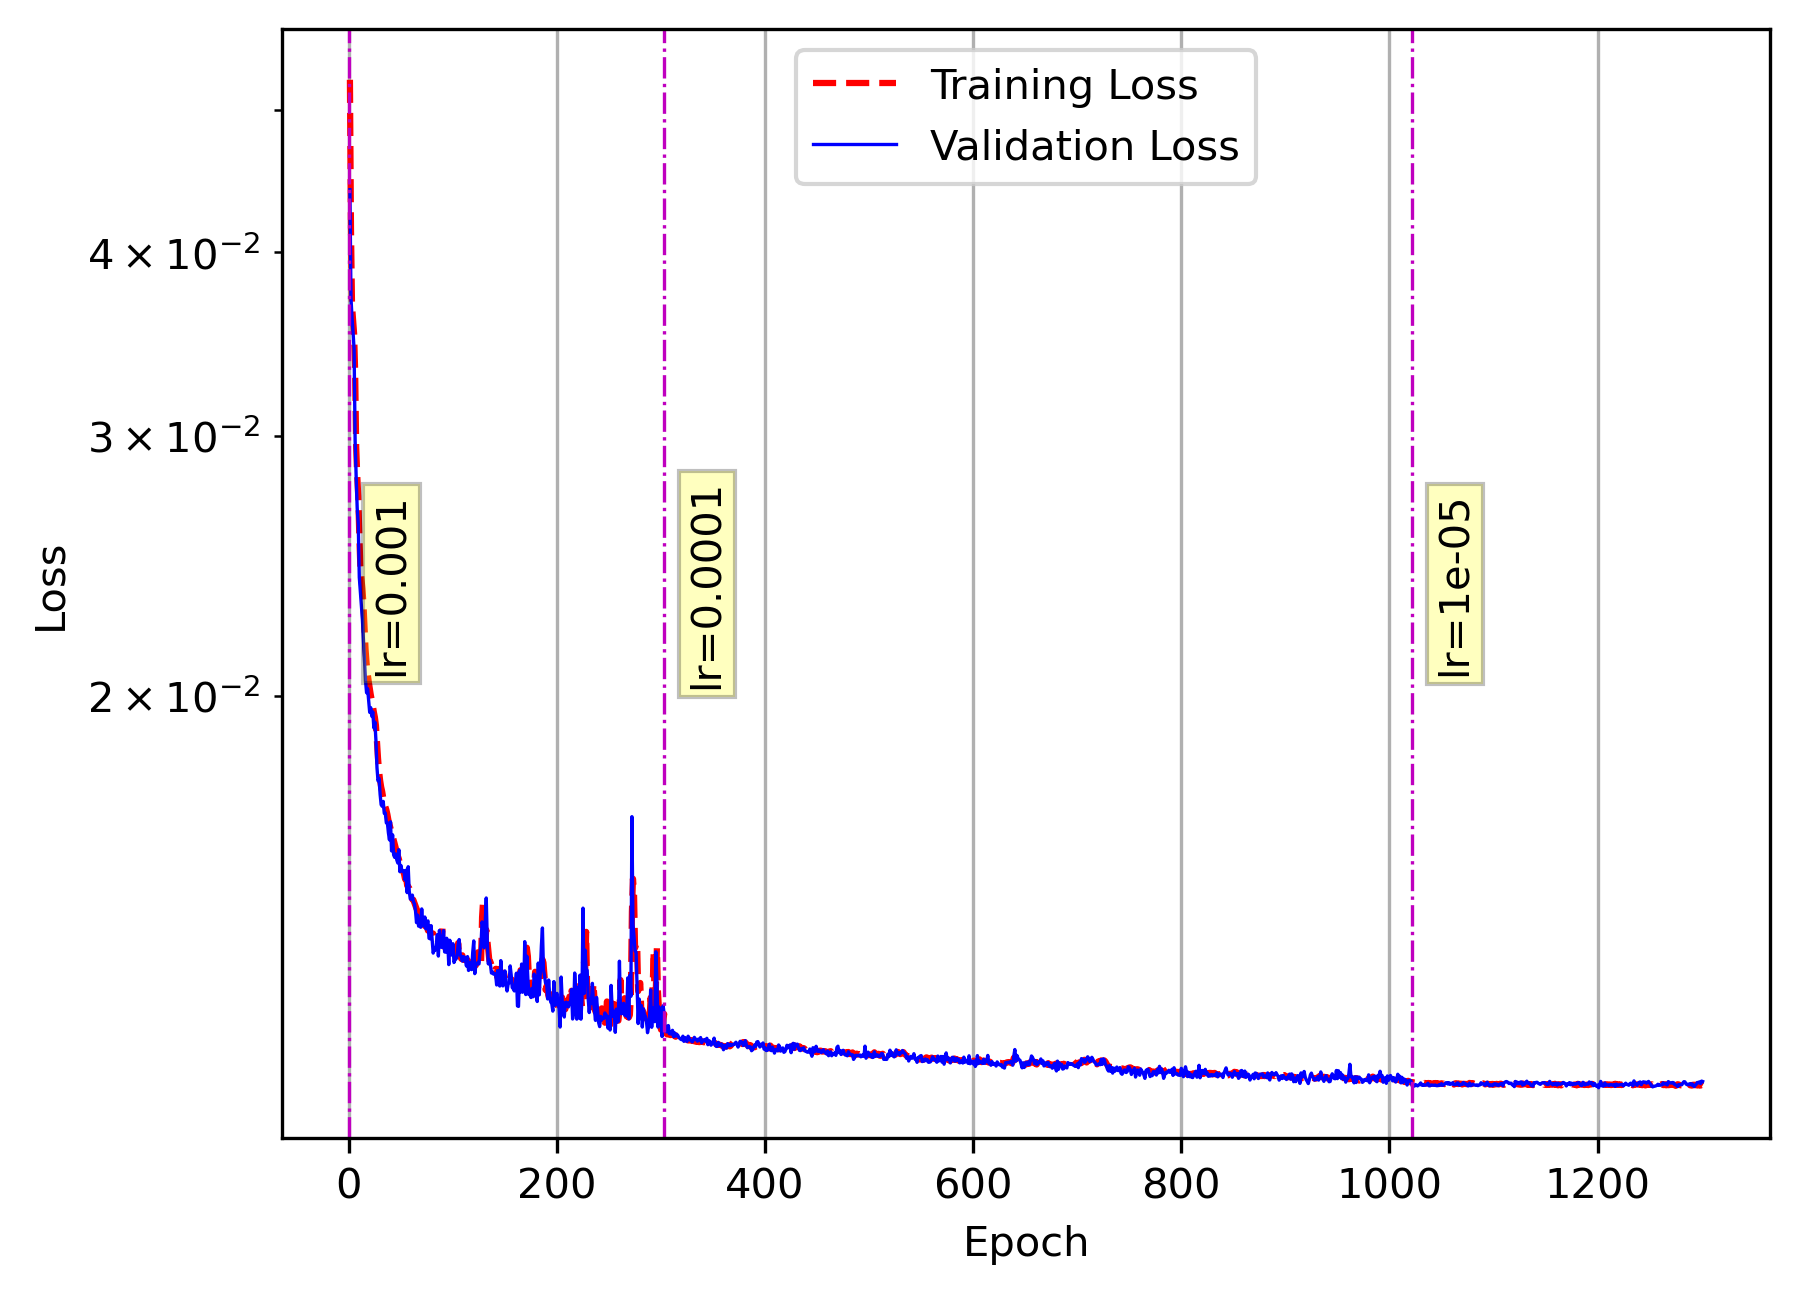 Training Loss
Validation Loss
4 × 10⁻²
3 × 10⁻²
2 × 10⁻²
Loss
lr=0.001
lr=0.0001
lr=1e-05
0 200 400 600 800 1000 1200
Epoch